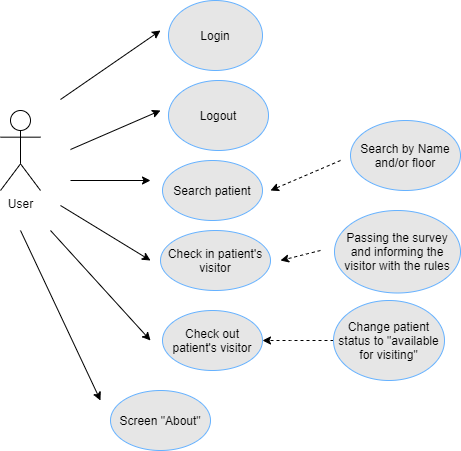 Login
Logout
User
Search patient
Search by Name
and/or floor
Check in patient's
visitor
Passing the survey
and informing the
visitor with the rules
Check out
patient's visitor
Change patient
status to "available
for visiting"
Screen "About"